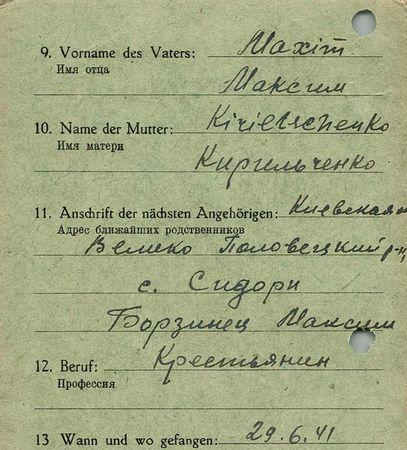 9. Vorname des Vaters: Maxim
Имя отца
Максим
10. Name der Mutter: Kirieltschenko
Имя матери
Кирильченко
11. Anschrift der nächsten Angehörigen: Киевская
Адрес ближайших родственников
Велико Половецкий р-н,
с. Сидори
Борзинец Максим
12. Beruf: Крестьянин
Профессия
13 Wann und wo gefangen: 29.6.41